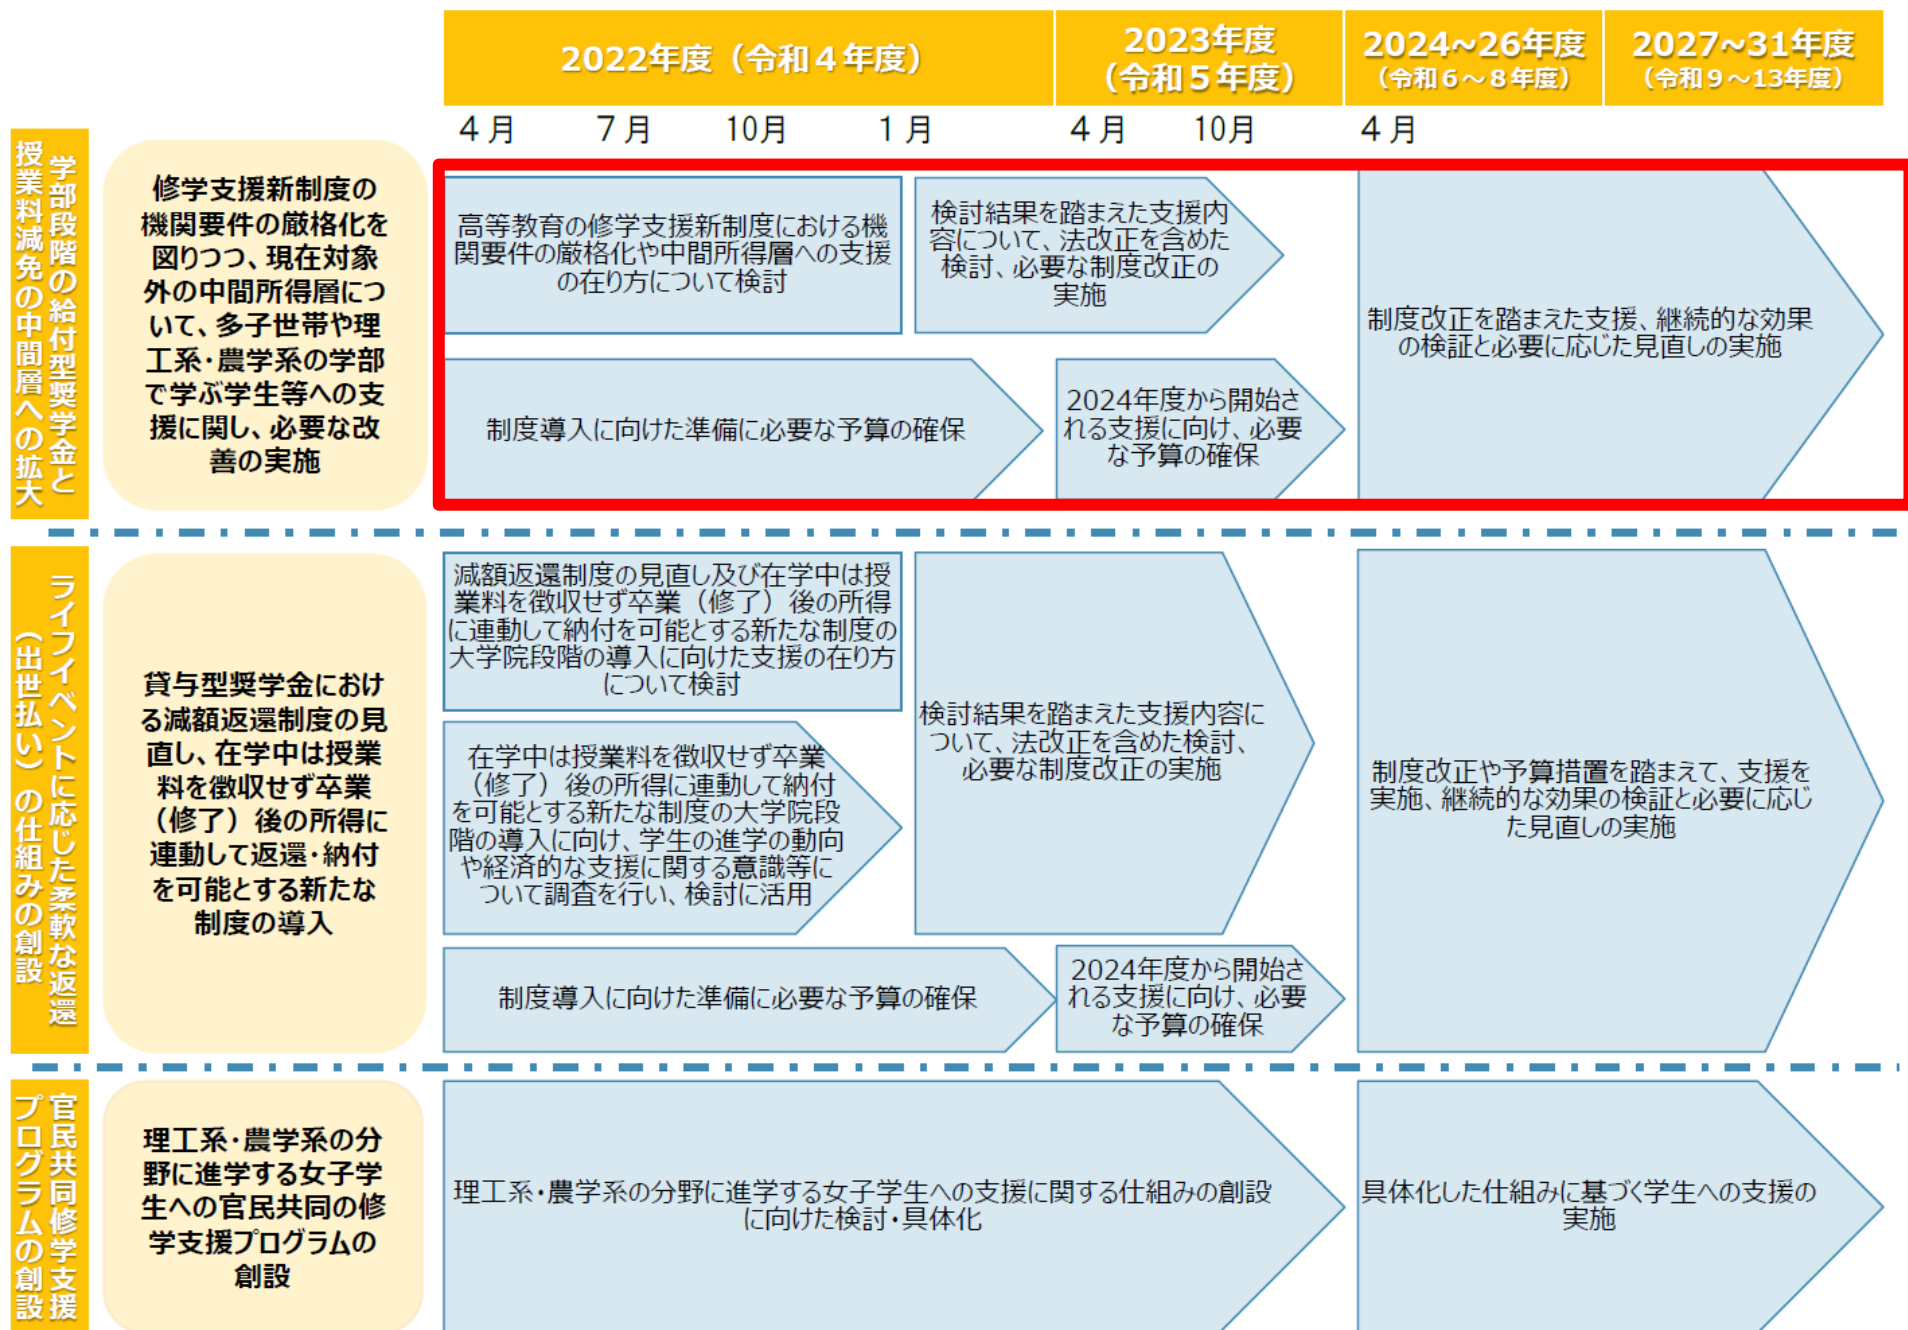 2022年度（令和４年度）
2023年度
（令和５年度）
2024~26年度
（令和６～８年度）
2027~31年度
（令和９～13年度）
４月
７月
10月
１月
４月
10月
４月
学部段階の給付型奨学金と
授業料減免の中間層への拡大
修学支援新制度の
機関要件の厳格化を
図りつつ、現在対象
外の中間所得層につ
いて、多子世帯や理
工系・農学系の学部
で学ぶ学生等への支
援に関し、必要な改
善の実施
高等教育の修学支援新制度における機
関要件の厳格化や中間所得層への支援
の在り方について検討
検討結果を踏まえた支援内
容について、法改正を含めた
検討、必要な制度改正の
実施
制度導入に向けた準備に必要な予算の確保
2024年度から開始さ
れる支援に向け、必要
な予算の確保
制度改正を踏まえた支援、継続的な効果
の検証と必要に応じた見直しの実施
ライフイベントに応じた柔軟な返還
（出世払い）の仕組みの創設
貸与型奨学金におけ
る減額返還制度の見
直し、在学中は授業
料を徴収せず卒業
（修了）後の所得に
連動して返還・納付
を可能とする新たな
制度の導入
減額返還制度の見直し及び在学中は授
業料を徴収せず卒業（修了）後の所得
に連動して納付を可能とする新たな制度の
大学院段階の導入に向けた支援の在り方
について検討
在学中は授業料を徴収せず卒業
（修了）後の所得に連動して納付
を可能とする新たな制度の大学院段
階の導入に向け、学生の進学の動向
や経済的な支援に関する意識等に
ついて調査を行い、検討に活用
検討結果を踏まえた支援内容に
ついて、法改正を含めた検討、
必要な制度改正の実施
制度導入に向けた準備に必要な予算の確保
2024年度から開始さ
れる支援に向け、必要
な予算の確保
制度改正や予算措置を踏まえて、支援を
実施、継続的な効果の検証と必要に応じ
た見直しの実施
官民共同修学支援
プログラムの創設
理工系・農学系の分
野に進学する女子学
生への官民共同の修
学支援プログラムの
創設
理工系・農学系の分野に進学する女子学生への支援に関する仕組みの創設
に向けた検討・具体化
具体化した仕組みに基づく学生への支援の
実施